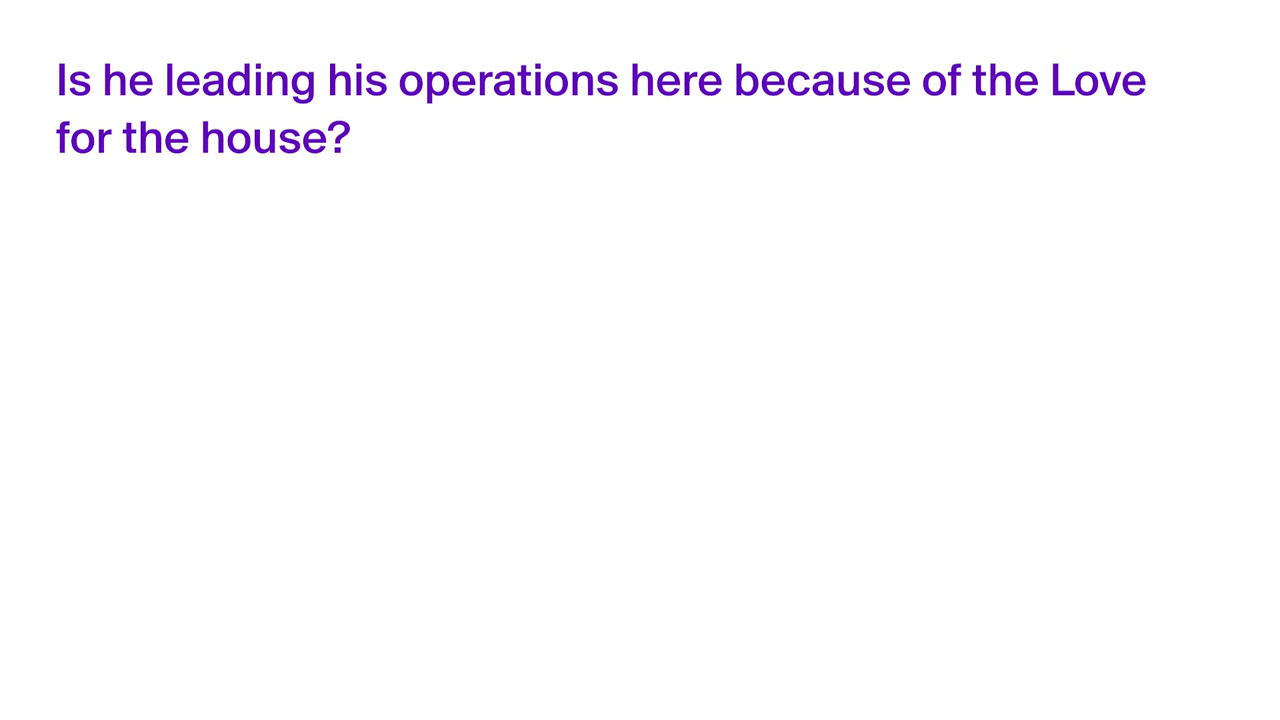 Is he leading his operations here because of the Love
for the house?